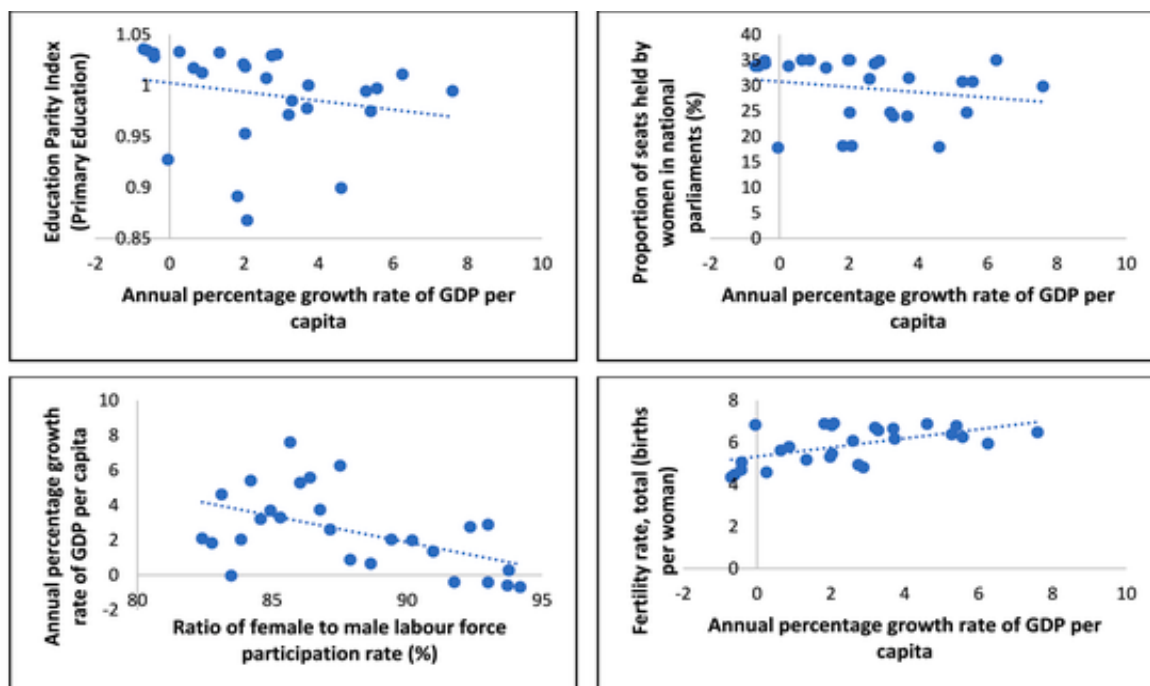 Education Parity Index
(Primary Education)
1.05
1
0.95
0.9
0.85
-2 0 2 4 6 8 10
Annual percentage growth rate of GDP per
capita
Proportion of seats held by
women in national
parliaments (%)
40
35
30
25
20
15
10
5
0
-2 0 2 4 6 8 10
Annual percentage growth rate of GDP per
capita
Annual percentage growth
rate of GDP per capita
10
8
6
4
2
0
-2
80 85 90 95
Ratio of female to male labour force
participation rate (%)
Fertility rate, total (births
per woman)
8
6
4
2
0
-2 0 2 4 6 8 10
Annual percentage growth rate of GDP per
capita